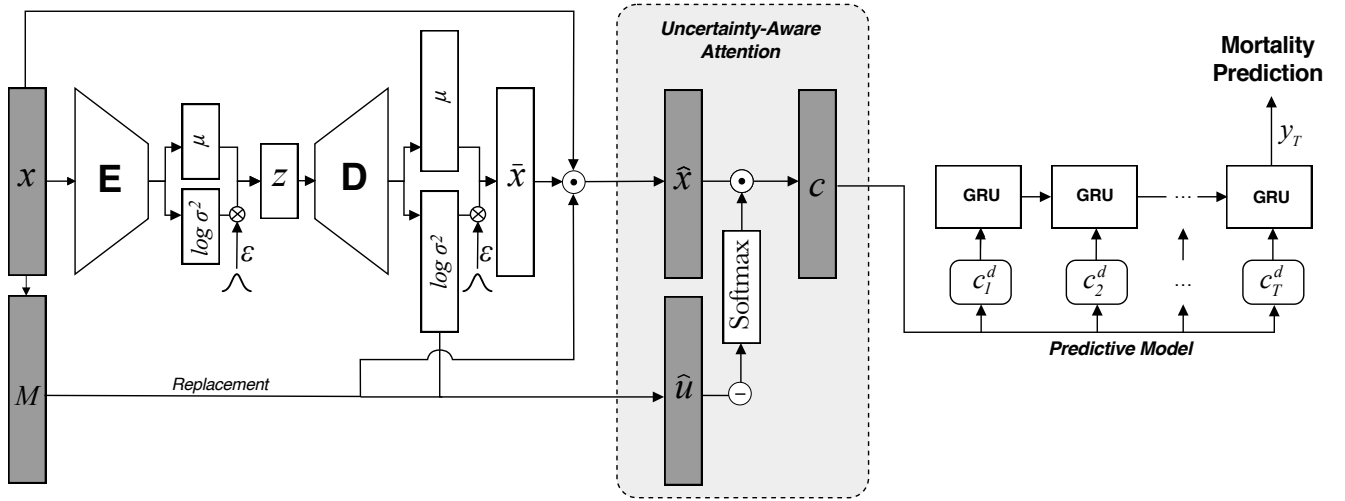 Uncertainty-Aware
Attention
Mortality
Prediction
x
E
μ
log σ²
ε
z
D
μ
log σ²
ε
x̄
x̂
c
Softmax
û
−
M
Replacement
y_T
GRU
GRU
...
GRU
c_1^d
c_2^d
...
c_T^d
Predictive Model